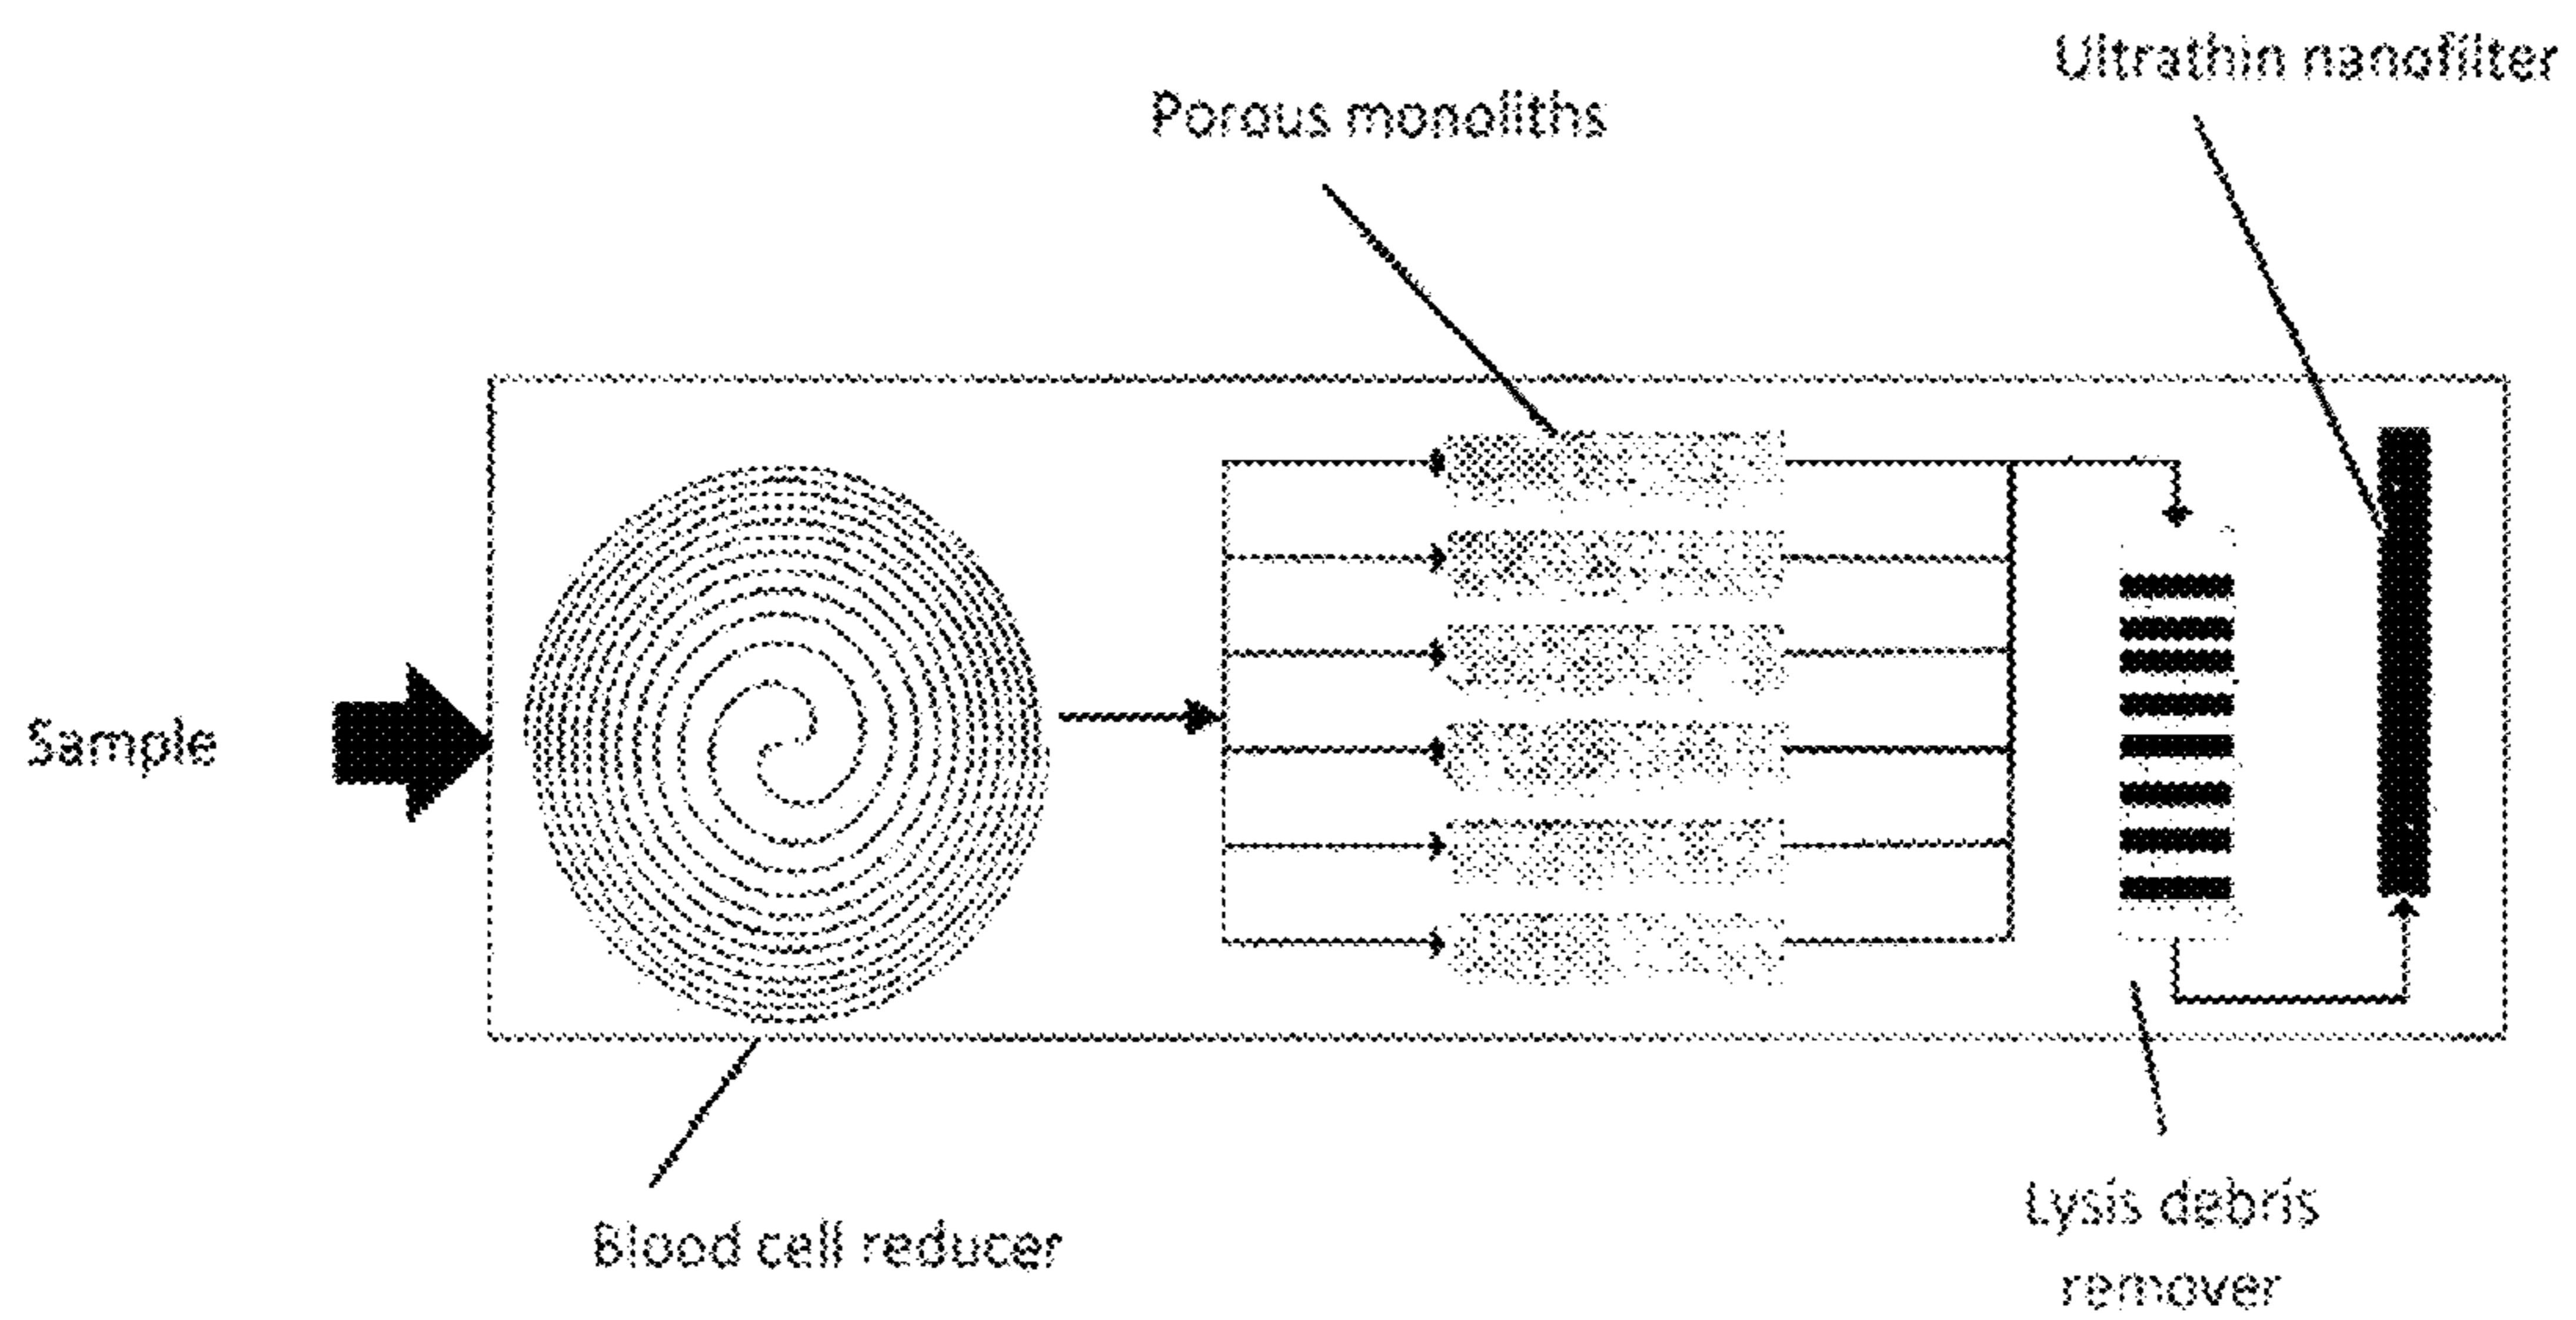 Ultrathin nanofilter
Porous monoliths
Sample
Blood cell reducer
Lysis debris
remover